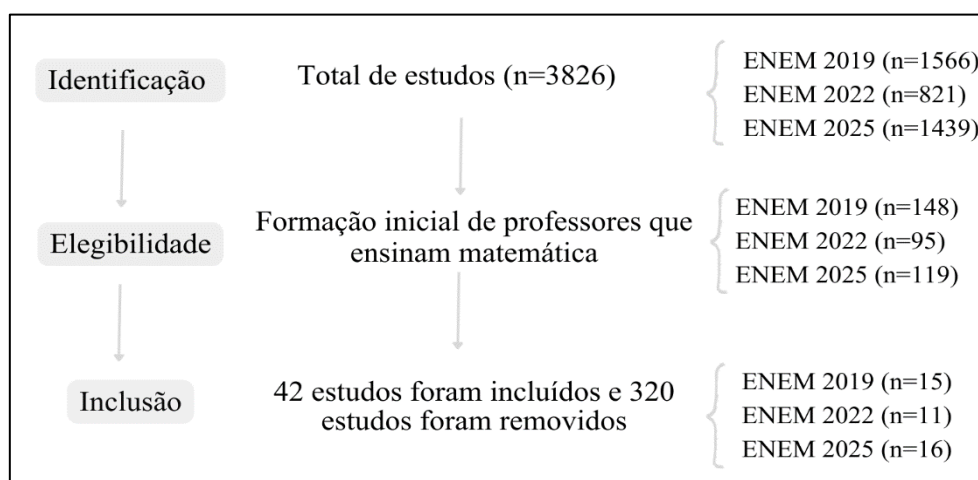 Identificação
Total de estudos (n=3826)
ENEM 2019 (n=1566)
ENEM 2022 (n=821)
ENEM 2025 (n=1439)
Elegibilidade
Formação inicial de professores que
ensinam matemática
ENEM 2019 (n=148)
ENEM 2022 (n=95)
ENEM 2025 (n=119)
Inclusão
42 estudos foram incluídos e 320
estudos foram removidos
ENEM 2019 (n=15)
ENEM 2022 (n=11)
ENEM 2025 (n=16)